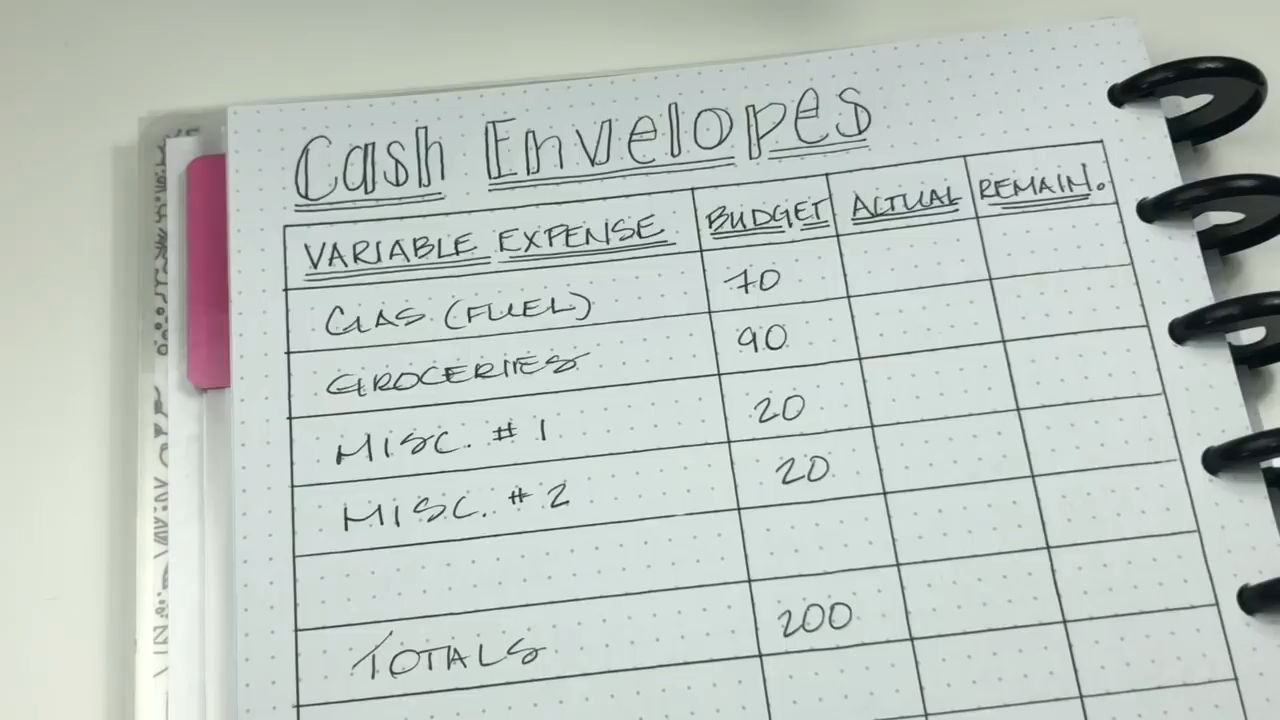 Cash Envelopes
VARIABLE EXPENSE BUDGET ACTUAL REMAIN.
GAS (FUEL) 70
GROCERIES 90
MISC. # 1 20
MISC. # 2 20
TOTALS 200